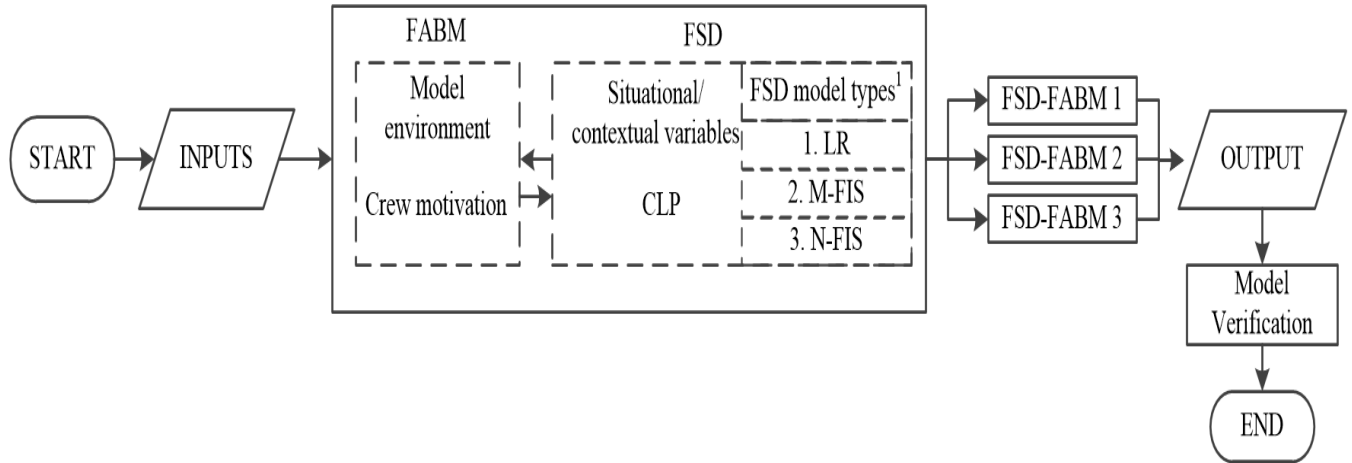 START
INPUTS
FABM
Model
environment
Crew motivation
FSD
Situational/
contextual variables
CLP
FSD model types¹
1. LR
2. M-FIS
3. N-FIS
FSD-FABM 1
FSD-FABM 2
FSD-FABM 3
OUTPUT
Model
Verification
END